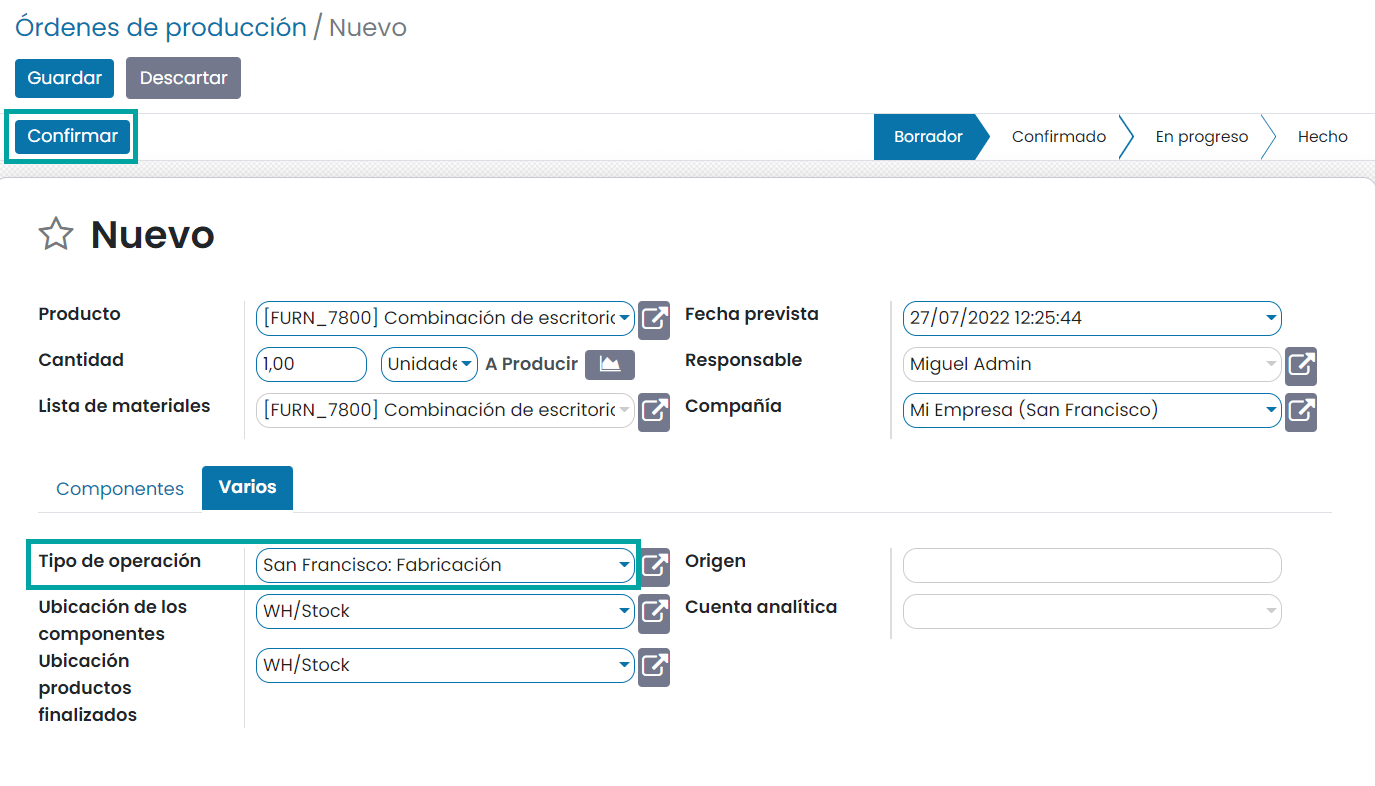 Órdenes de producción / Nuevo
Guardar Descartar
Confirmar Borrador Confirmado En progreso Hecho
Nuevo
Producto [FURN_7800] Combinación de escritoric Fecha prevista 27/07/2022 12:25:44
Cantidad 1,00 Unidade A Producir Responsable Miguel Admin
Lista de materiales [FURN_7800] Combinación de escritoric Compañía Mi Empresa (San Francisco)
Componentes Varios
Tipo de operación San Francisco: Fabricación Origen
Ubicación de los componentes WH/Stock Cuenta analítica
Ubicación productos finalizados WH/Stock